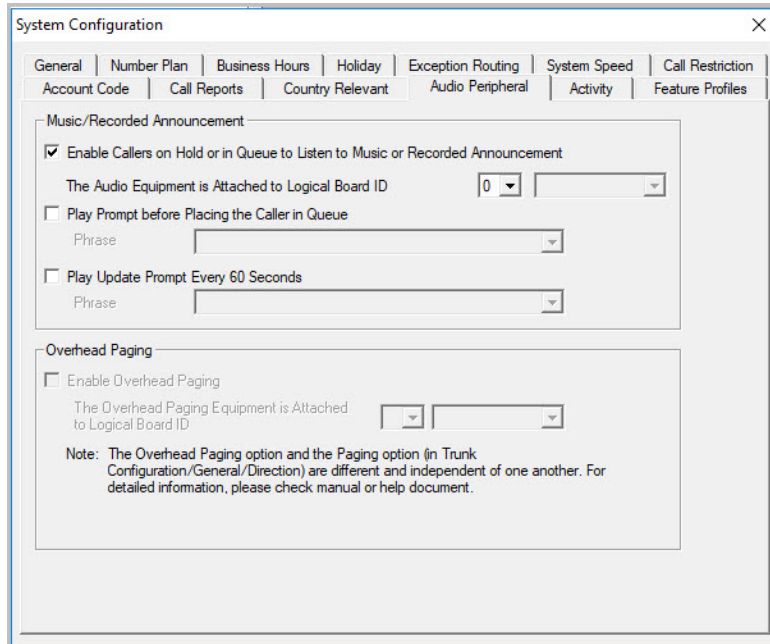 System Configuration
General Number Plan Business Hours Holiday Exception Routing System Speed Call Restriction
Account Code Call Reports Country Relevant Audio Peripheral Activity Feature Profiles
Music/Recorded Announcement
Enable Callers on Hold or in Queue to Listen to Music or Recorded Announcement
The Audio Equipment is Attached to Logical Board ID 0
Play Prompt before Placing the Caller in Queue
Phrase
Play Update Prompt Every 60 Seconds
Phrase
Overhead Paging
Enable Overhead Paging
The Overhead Paging Equipment is Attached
to Logical Board ID
Note: The Overhead Paging option and the Paging option (in Trunk
Configuration/General/Direction) are different and independent of one another. For
detailed information, please check manual or help document.